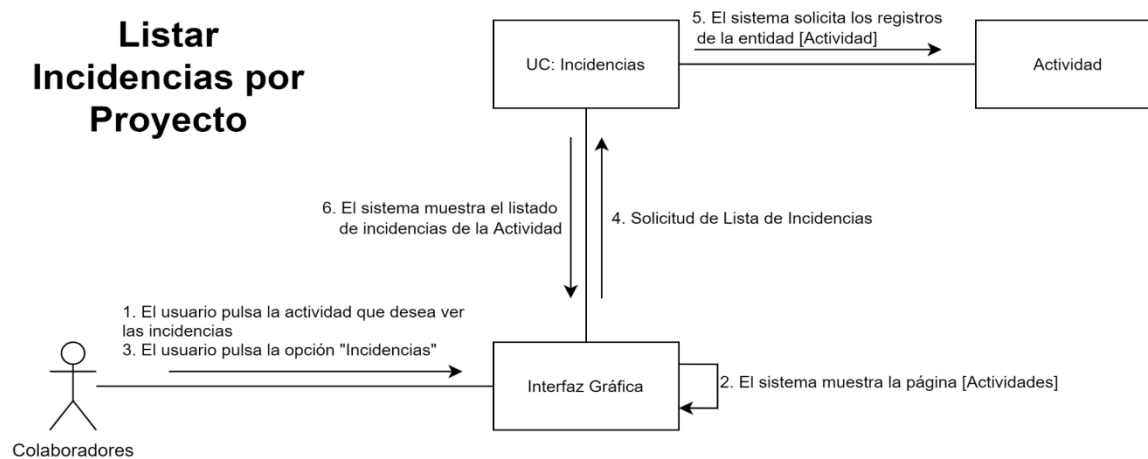 Listar
Incidencias por
Proyecto
5. El sistema solicita los registros
de la entidad [Actividad]
UC: Incidencias
Actividad
6. El sistema muestra el listado
de incidencias de la Actividad
4. Solicitud de Lista de Incidencias
1. El usuario pulsa la actividad que desea ver
las incidencias
3. El usuario pulsa la opción "Incidencias"
Interfaz Gráfica
2. El sistema muestra la página [Actividades]
Colaboradores